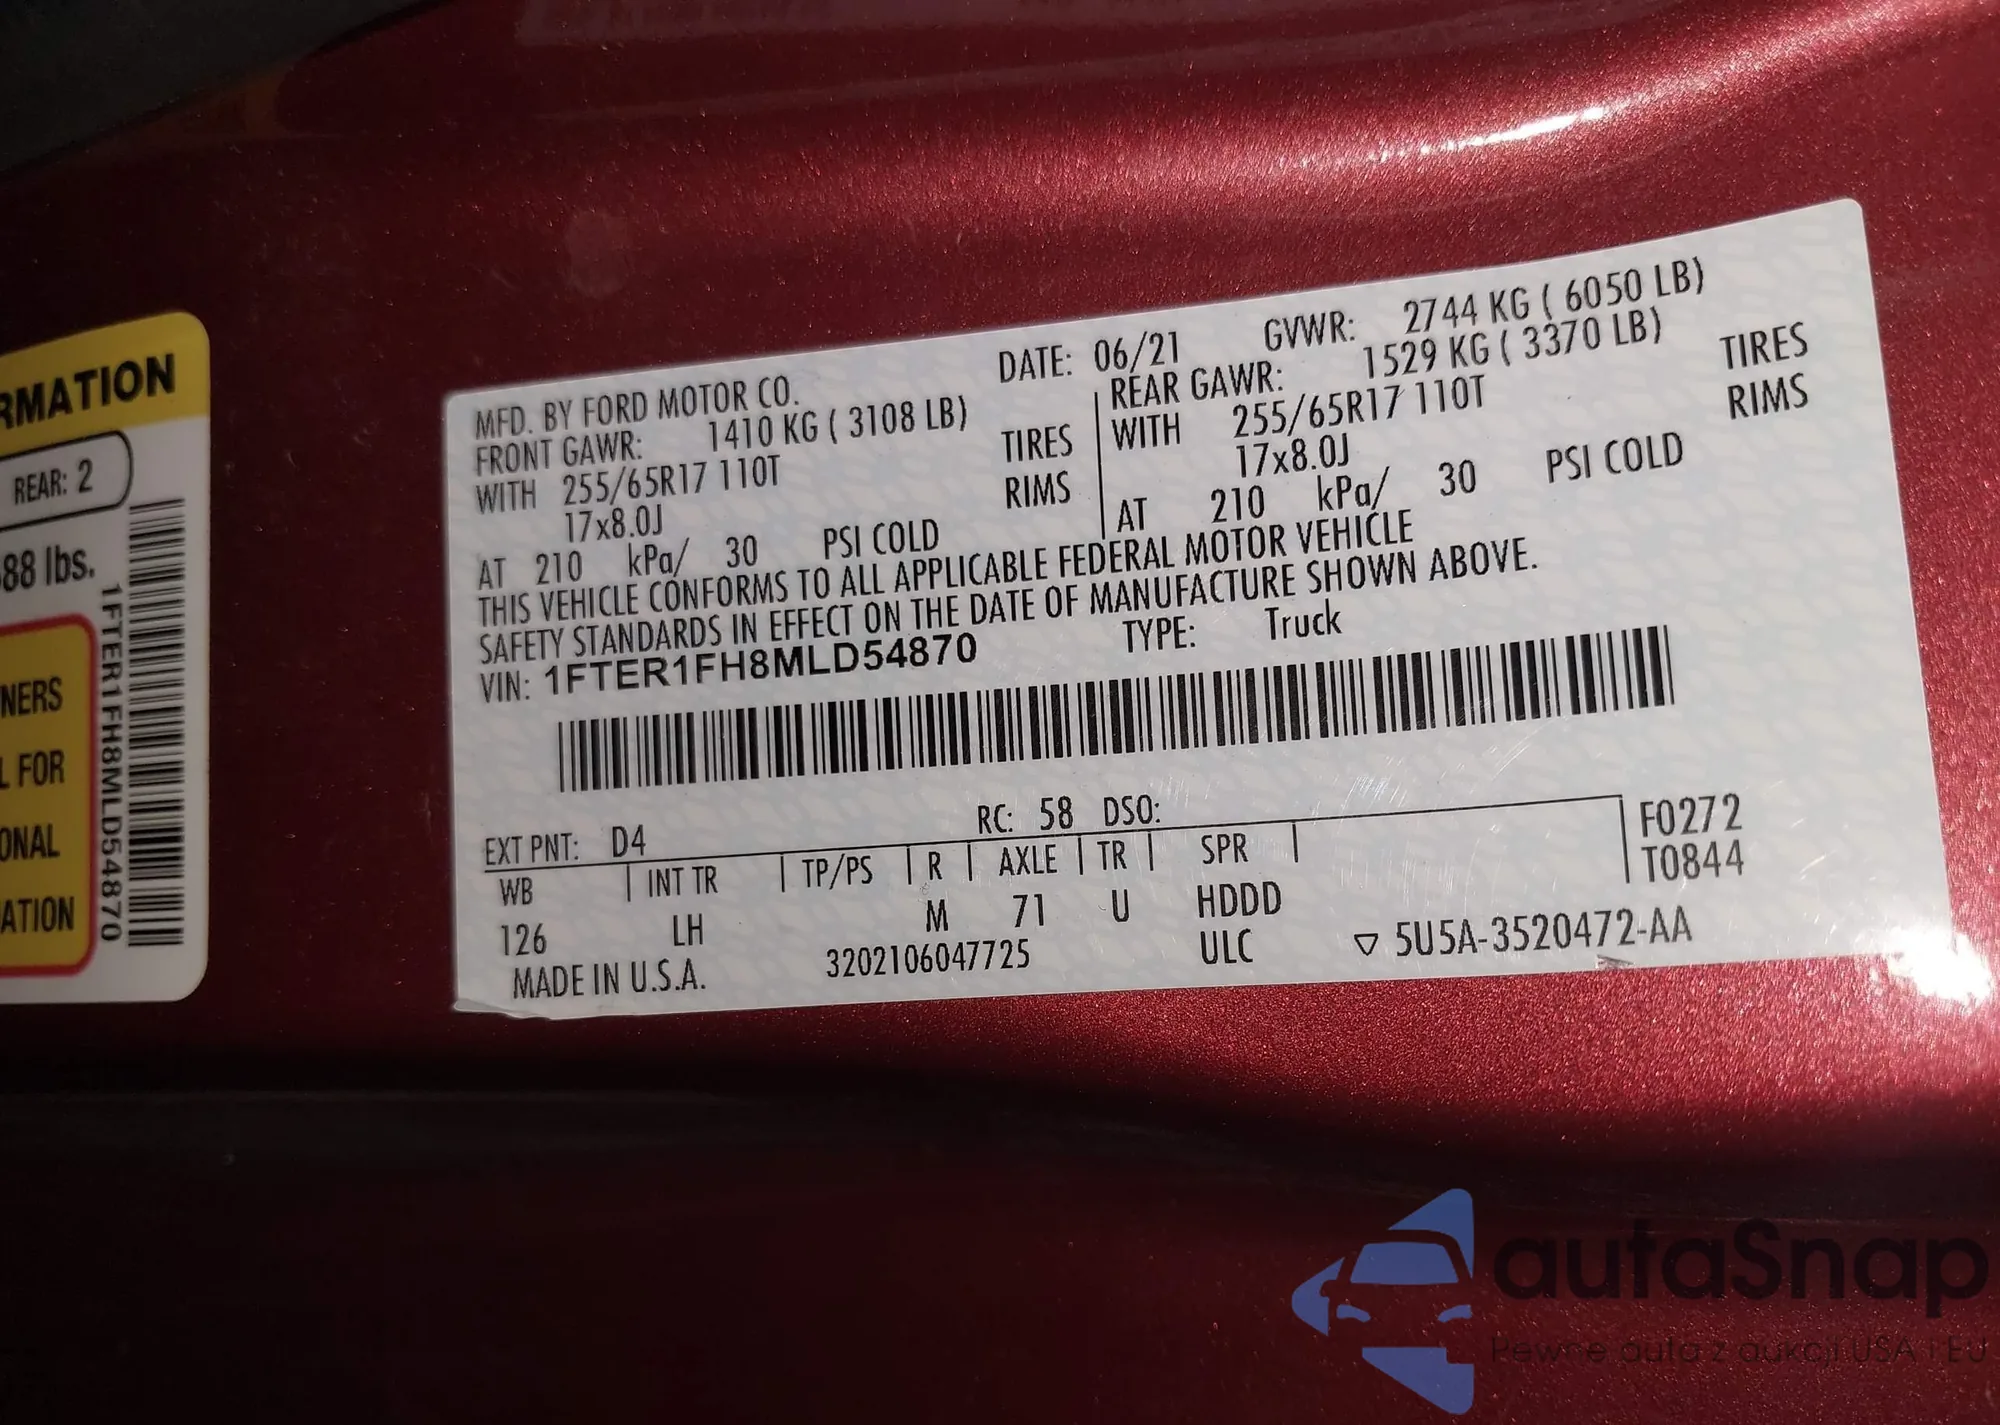 RMATION
REAR: 2
88 lbs.
1FTER1FH8MLD54870
NERS
L FOR
ONAL
ATION
MFD. BY FORD MOTOR CO.
DATE: 06/21
GVWR: 2744 KG ( 6050 LB)
FRONT GAWR: 1410 KG ( 3108 LB)
REAR GAWR: 1529 KG ( 3370 LB)
WITH 255/65R17 110T TIRES
WITH 255/65R17 110T TIRES
17x8.0J RIMS
17x8.0J RIMS
AT 210 kPa/ 30 PSI COLD
AT 210 kPa/ 30 PSI COLD
THIS VEHICLE CONFORMS TO ALL APPLICABLE FEDERAL MOTOR VEHICLE
SAFETY STANDARDS IN EFFECT ON THE DATE OF MANUFACTURE SHOWN ABOVE.
VIN: 1FTER1FH8MLD54870
TYPE: Truck
EXT PNT: D4 RC: 58 DSO:
F0272
WB INT TR TP/PS R AXLE TR SPR
T0844
126 LH M 71 U HDDD
MADE IN U.S.A. 3202106047725 ULC 5U5A-3520472-AA
autaSnap
Pewne auta z aukcji USA i EU